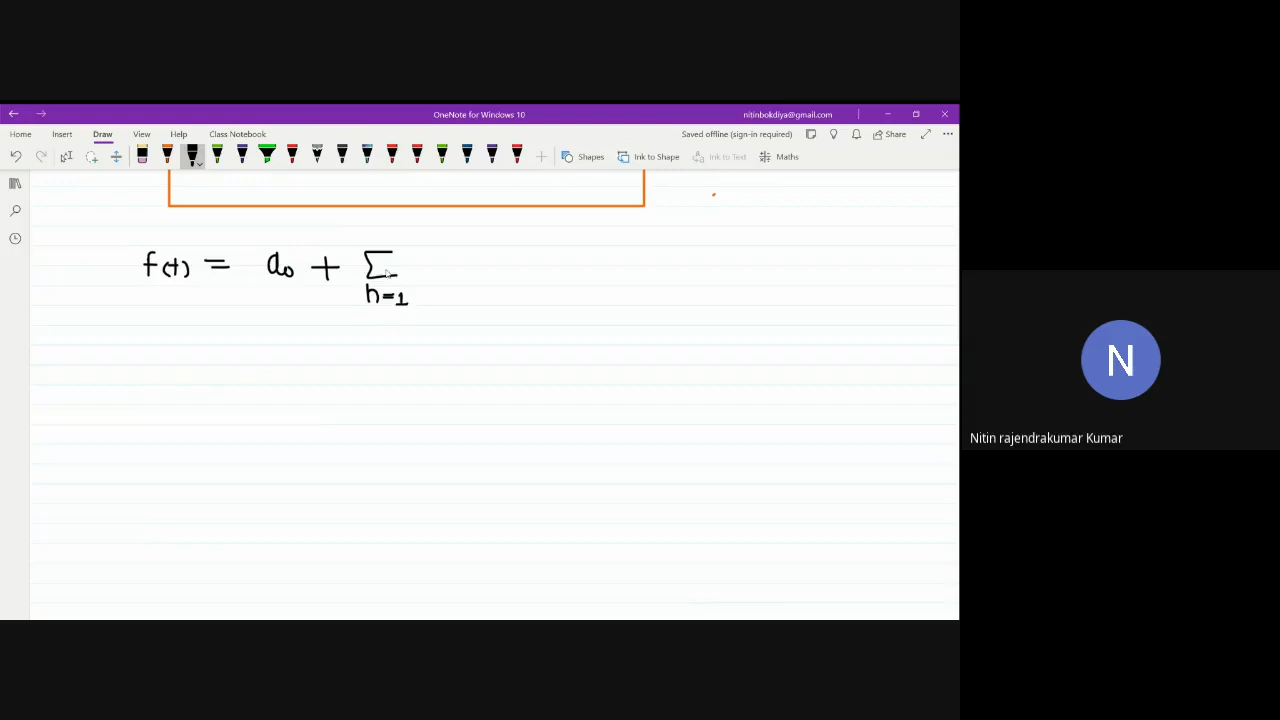 OneNote for Windows 10
nitinbokdiya@gmail.com
Home Insert Draw View Help Class Notebook
Saved offline (sign-in required)
Share
Shapes
Ink to Shape
Ink to Text
Maths
f(t) = a₀ + ∑
n=1
N
Nitin rajendrakumar Kumar